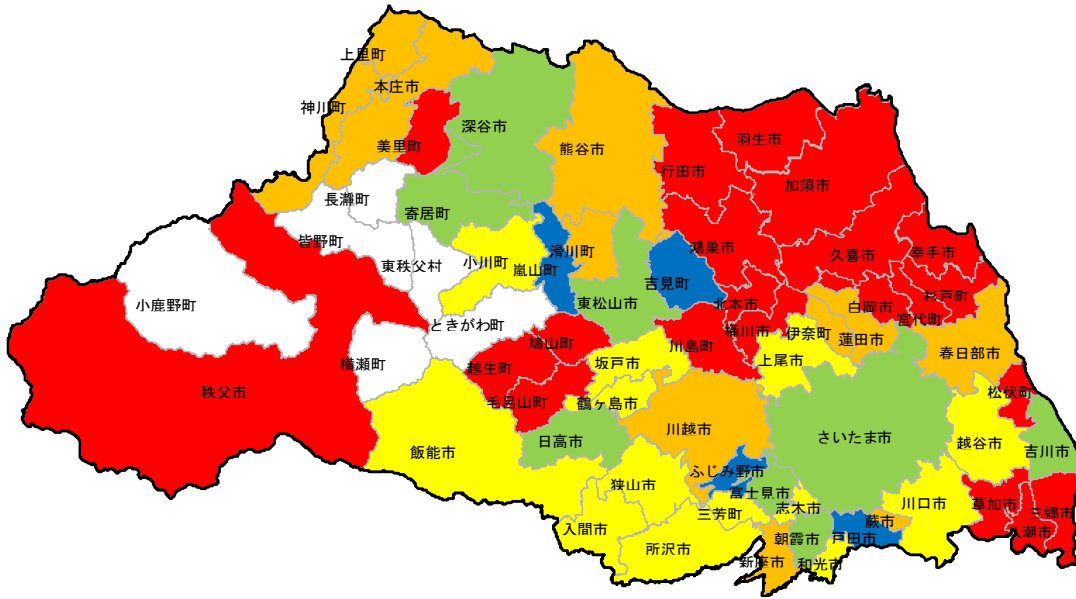 上里町
本庄市
神川町
深谷市
美里町
熊谷市
羽生市
行田市
加須市
長瀞町
寄居町
皆野町
鴻巣市
久喜市
幸手市
滑川町
小川町
嵐山町
東秩父村
吉見町
小鹿野町
東松山市
北本市
白岡市
杉戸町
宮代町
ときがわ町
桶川市
伊奈町
蓮田市
鳩山町
川島町
上尾市
春日部市
横瀬町
越生町
坂戸市
秩父市
松伏町
毛呂山町
鶴ヶ島市
川越市
さいたま市
日高市
越谷市
吉川市
飯能市
ふじみ野市
狭山市
富士見市
志木市
川口市
草加市
三郷市
三芳町
入間市
蕨市
八潮市
朝霞市
戸田市
所沢市
新座市
和光市